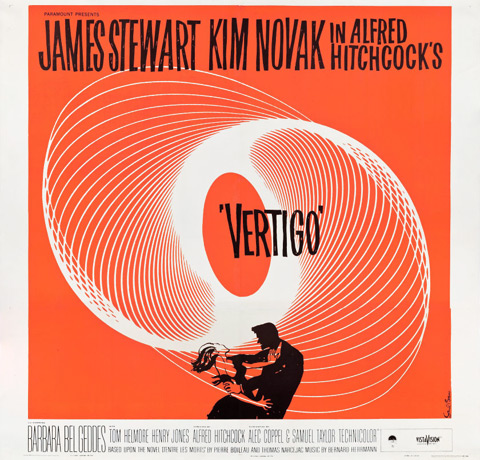 PARAMOUNT PRESENTS
JAMES STEWART KIM NOVAK IN ALFRED HITCHCOCK'S
'VERTIGO'
BARBARA BEL GEDDES TOM HELMORE HENRY JONES ALFRED HITCHCOCK ALEC COPPEL & SAMUEL TAYLOR TECHNICOLOR
BASED UPON THE NOVEL D'ENTRE LES MORTS BY PIERRE BOILEAU AND THOMAS NARCEJAC MUSIC BY BERNARD HERRMANN
VISTAVISION